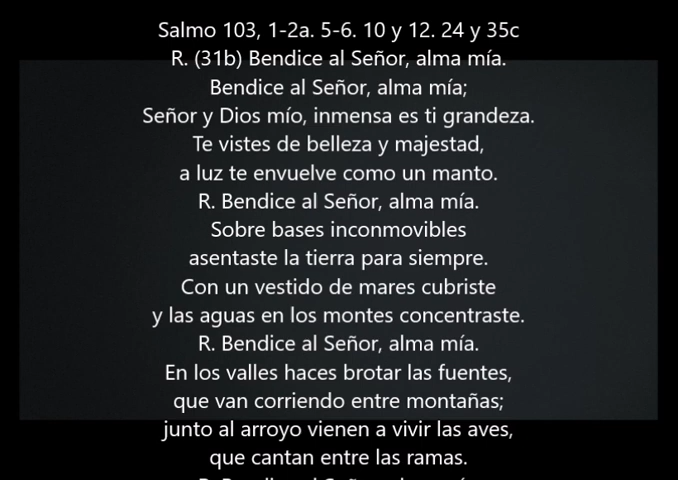 Salmo 103, 1-2a. 5-6. 10 y 12. 24 y 35c
R. (31b) Bendice al Señor, alma mía.
Bendice al Señor, alma mía;
Señor y Dios mío, inmensa es ti grandeza.
Te vistes de belleza y majestad,
a luz te envuelve como un manto.
R. Bendice al Señor, alma mía.
Sobre bases inconmovibles
asentaste la tierra para siempre.
Con un vestido de mares cubriste
y las aguas en los montes concentraste.
R. Bendice al Señor, alma mía.
En los valles haces brotar las fuentes,
que van corriendo entre montañas;
junto al arroyo vienen a vivir las aves,
que cantan entre las ramas.